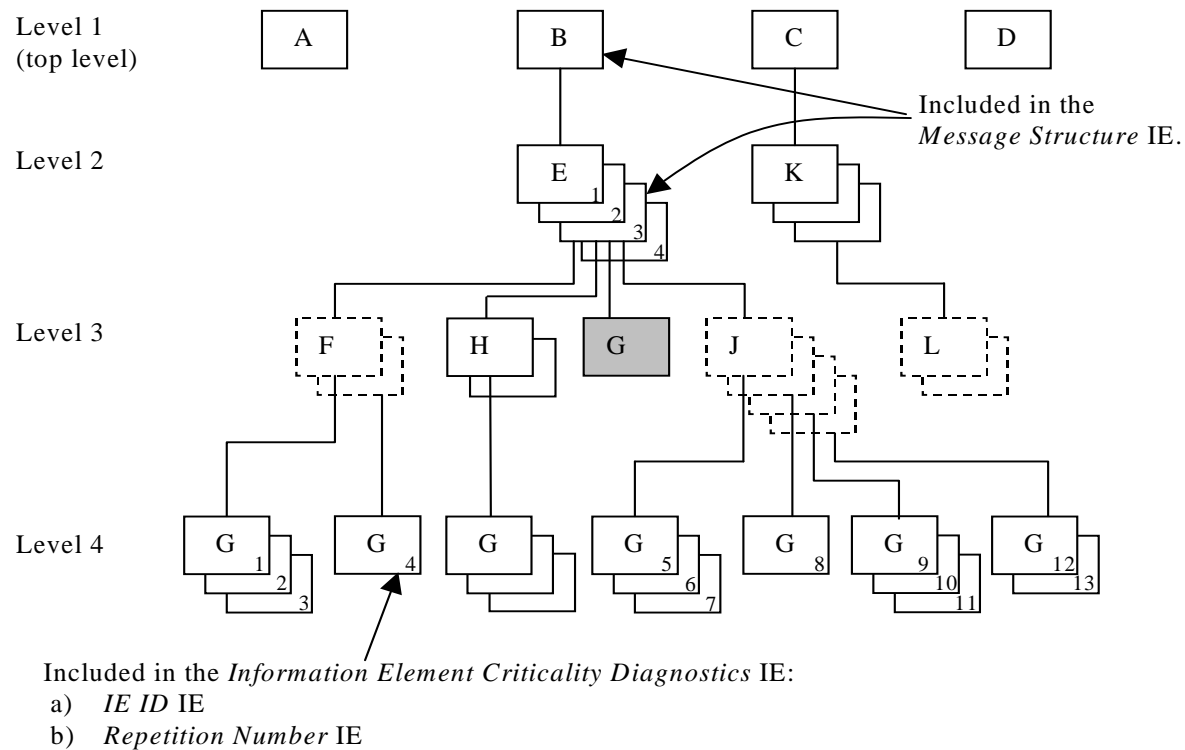 Level 1
(top level)
A
B
C
D
Included in the
Message Structure IE.
Level 2
E
1
2
3
4
K
Level 3
F
H
G
J
L
Level 4
G
1
2
3
G
4
G
G
5
6
7
G
8
G
9
10
11
G
12
13
Included in the Information Element Criticality Diagnostics IE:
a) IE ID IE
b) Repetition Number IE